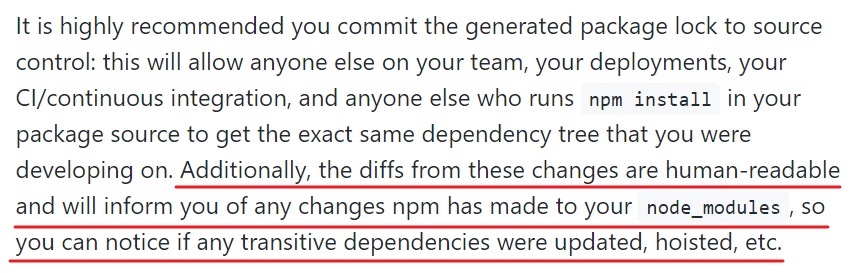 It is highly recommended you commit the generated package lock to source
control: this will allow anyone else on your team, your deployments, your
CI/continuous integration, and anyone else who runs npm install in your
package source to get the exact same dependency tree that you were
developing on. Additionally, the diffs from these changes are human-readable
and will inform you of any changes npm has made to your node_modules, so
you can notice if any transitive dependencies were updated, hoisted, etc.